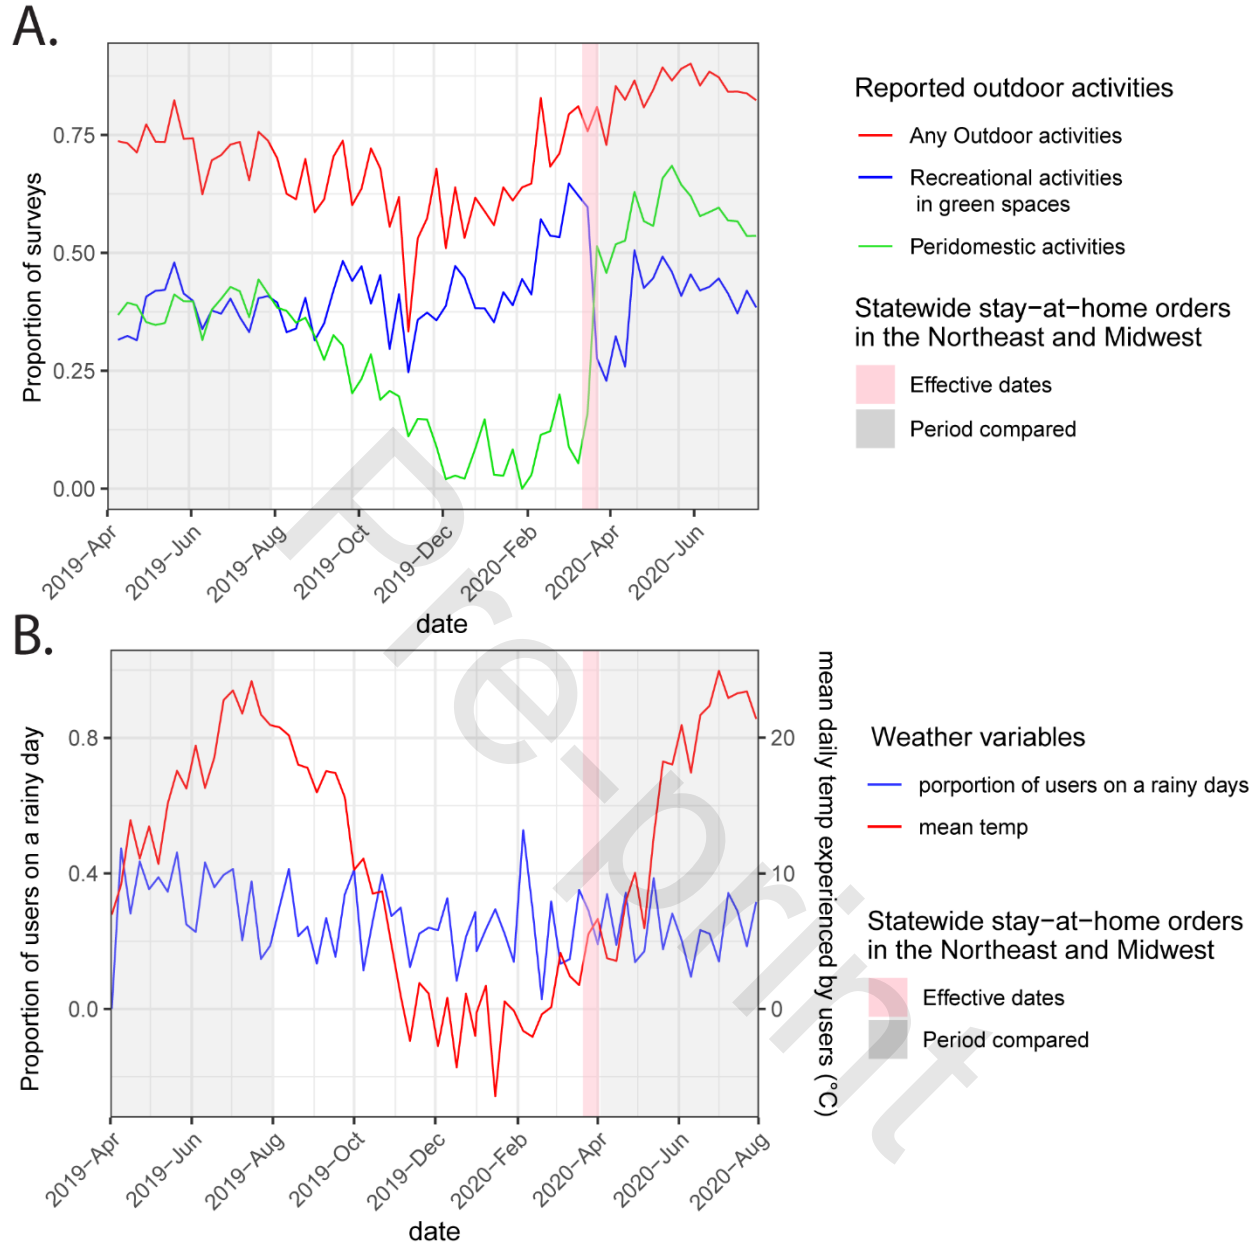 A.
Proportion of surveys
0.75
0.50
0.25
0.00
2019−Apr
2019−Jun
2019−Aug
2019−Oct
2019−Dec
2020−Feb
2020−Apr
2020−Jun
date
Reported outdoor activities
Any Outdoor activities
Recreational activities
in green spaces
Peridomestic activities
Statewide stay−at−home orders
in the Northeast and Midwest
Effective dates
Period compared
Pre-print
B.
Proportion of users on a rainy day
0.8
0.4
0.0
20
10
0
mean daily temp experienced by users (°C)
2019−Apr
2019−Jun
2019−Aug
2019−Oct
2019−Dec
2020−Feb
2020−Apr
2020−Jun
2020−Aug
date
Weather variables
porportion of users on a rainy days
mean temp
Statewide stay−at−home orders
in the Northeast and Midwest
Effective dates
Period compared